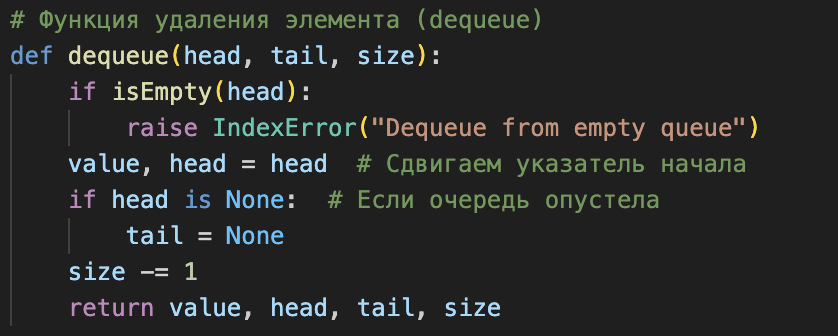 # Функция удаления элемента (dequeue)
def dequeue(head, tail, size):
    if isEmpty(head):
        raise IndexError("Dequeue from empty queue")
    value, head = head  # Сдвигаем указатель начала
    if head is None:  # Если очередь опустела
        tail = None
    size -= 1
    return value, head, tail, size